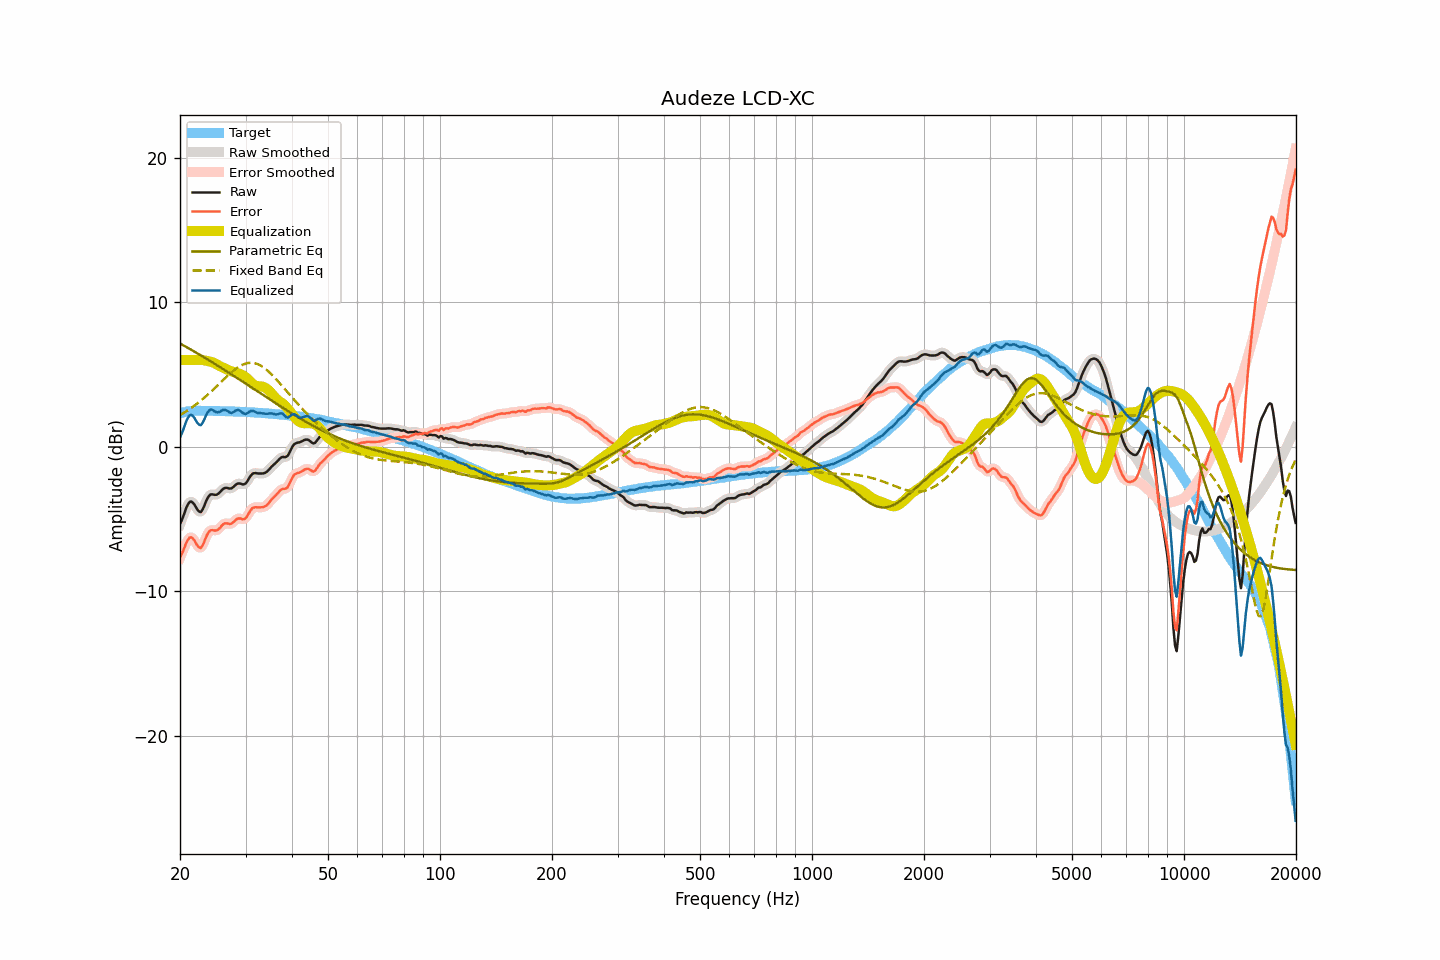 Audeze LCD-XC
Target
Raw Smoothed
Error Smoothed
Raw
Error
Equalization
Parametric Eq
Fixed Band Eq
Equalized
20
10
0
−10
−20
Amplitude (dBr)
20 50 100 200 500 1000 2000 5000 10000 20000
Frequency (Hz)